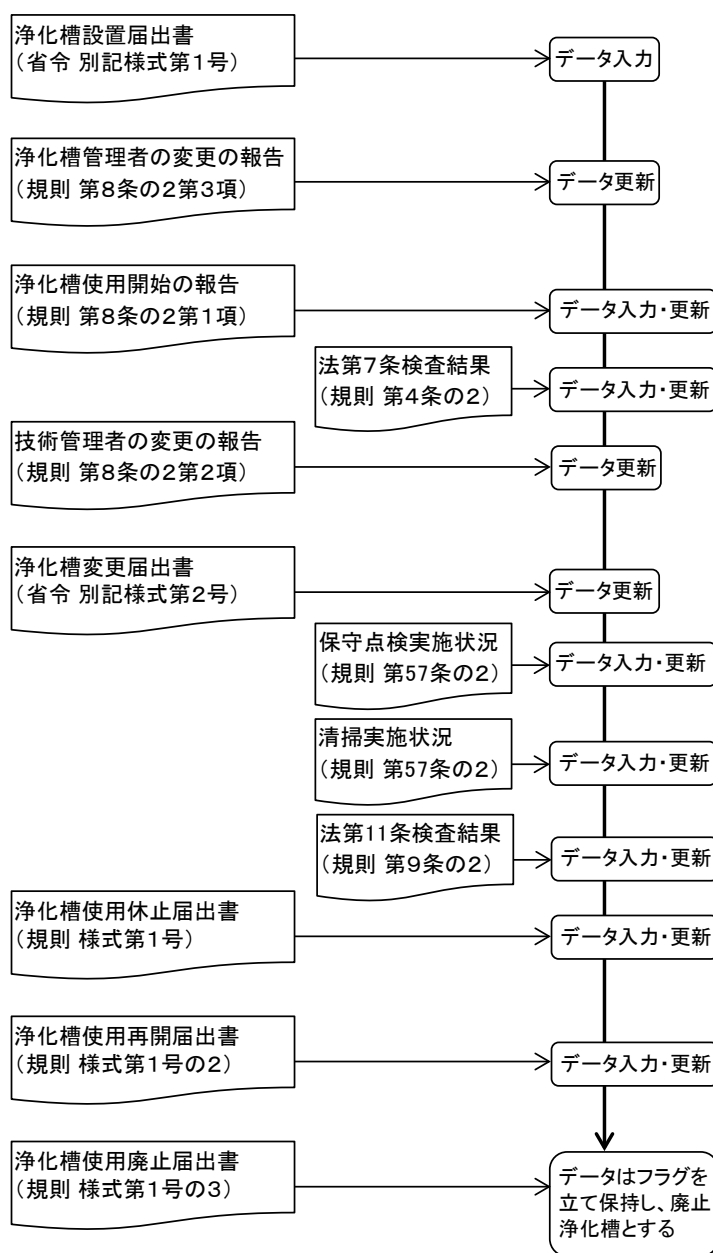 浄化槽設置届出書
（省令 別記様式第１号）
データ入力
浄化槽管理者の変更の報告
（規則 第８条の２第３項）
データ更新
浄化槽使用開始の報告
（規則 第８条の２第１項）
データ入力・更新
法第７条検査結果
（規則 第４条の２）
データ入力・更新
技術管理者の変更の報告
（規則 第８条の２第２項）
データ更新
浄化槽変更届出書
（省令 別記様式第２号）
データ更新
保守点検実施状況
（規則 第57条の２）
データ入力・更新
清掃実施状況
（規則 第57条の２）
データ入力・更新
法第11条検査結果
（規則 第９条の２）
データ入力・更新
浄化槽使用休止届出書
（規則 様式第１号）
データ入力・更新
浄化槽使用再開届出書
（規則 様式第１号の２）
データ入力・更新
浄化槽使用廃止届出書
（規則 様式第１号の３）
データはフラグを
立て保持し、廃止
浄化槽とする